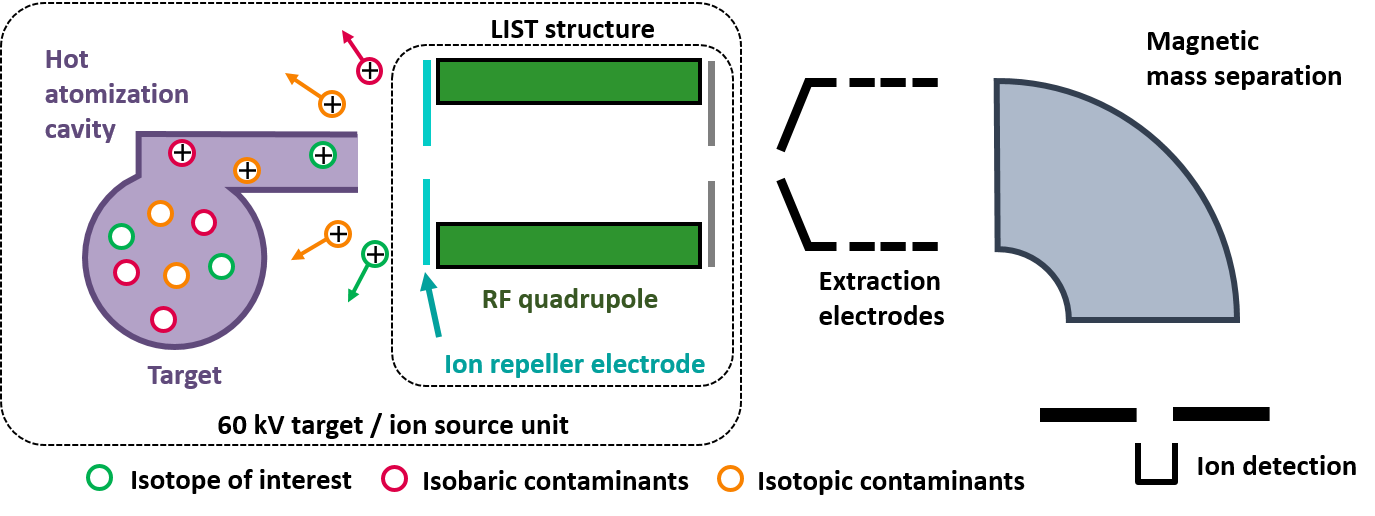 LIST structure
Hot
atomization
cavity
Magnetic
mass separation
Extraction
electrodes
RF quadrupole
Ion repeller electrode
Target
60 kV target / ion source unit
Ion detection
Isotope of interest
Isobaric contaminants
Isotopic contaminants